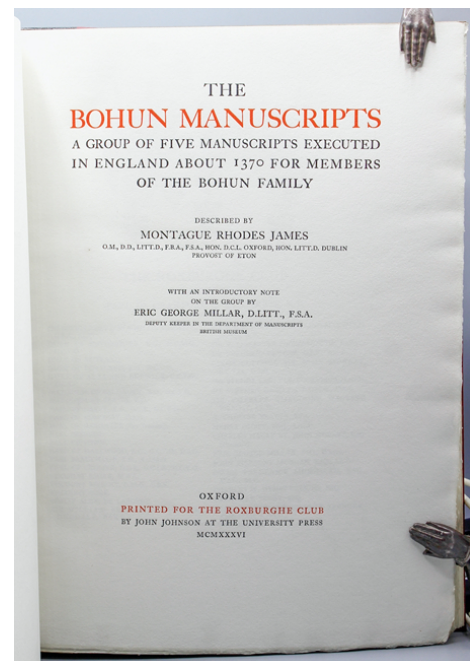 THE
BOHUN MANUSCRIPTS
A GROUP OF FIVE MANUSCRIPTS EXECUTED
IN ENGLAND ABOUT 1370 FOR MEMBERS
OF THE BOHUN FAMILY
DESCRIBED BY
MONTAGUE RHODES JAMES
O.M., D.D., LITT.D., F.B.A., F.S.A., HON. D.C.L. OXFORD, HON. LITT.D. DUBLIN
PROVOST OF ETON
WITH AN INTRODUCTORY NOTE
ON THE GROUP BY
ERIC GEORGE MILLAR, D.LITT., F.S.A.
DEPUTY KEEPER IN THE DEPARTMENT OF MANUSCRIPTS
BRITISH MUSEUM
OXFORD
PRINTED FOR THE ROXBURGHE CLUB
BY JOHN JOHNSON AT THE UNIVERSITY PRESS
MCMXXXVI